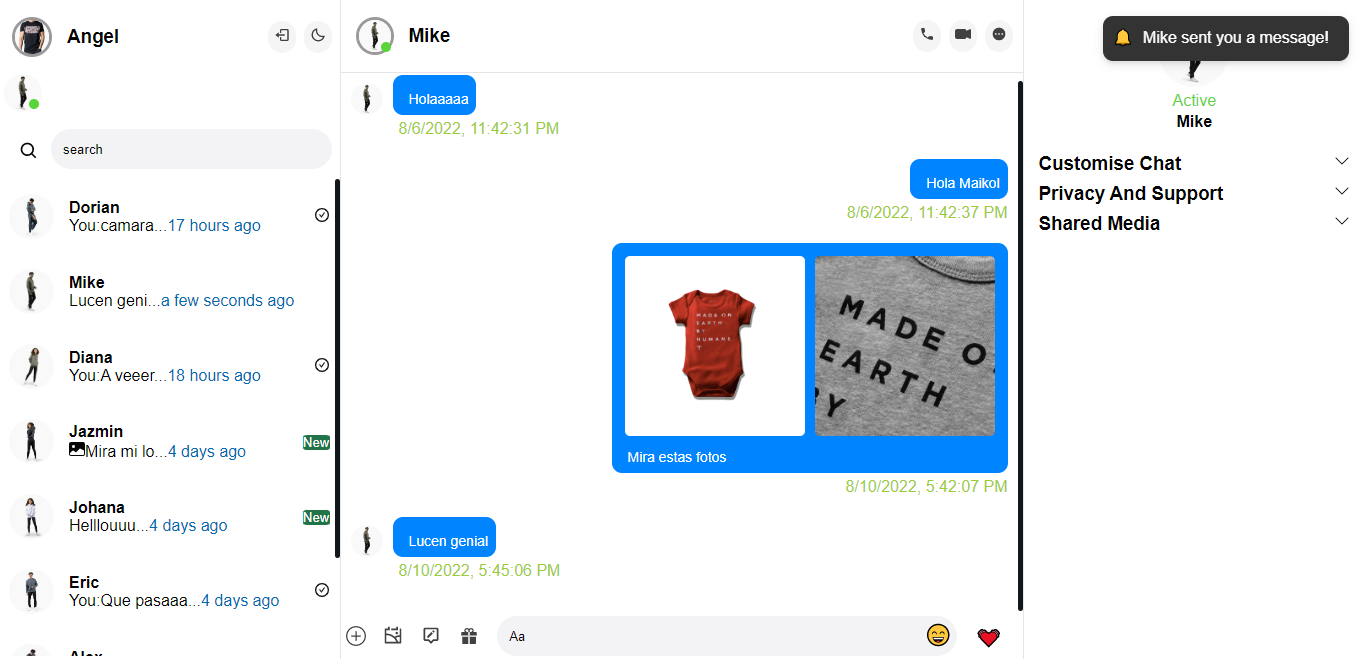 Angel
search
Dorian
You:camara...17 hours ago
Mike
Lucen geni...a few seconds ago
Diana
You:A veeer...18 hours ago
Jazmin
Mira mi lo...4 days ago
New
Johana
Helllouuu...4 days ago
New
Eric
You:Que pasaaa...4 days ago
Mike
Holaaaaa
8/6/2022, 11:42:31 PM
Hola Maikol
8/6/2022, 11:42:37 PM
MADE ON
EARTH
BY
HUMANS
MADE O
EARTH
BY
Mira estas fotos
8/10/2022, 5:42:07 PM
Lucen genial
8/10/2022, 5:45:06 PM
Aa
Mike sent you a message!
Active
Mike
Customise Chat
Privacy And Support
Shared Media